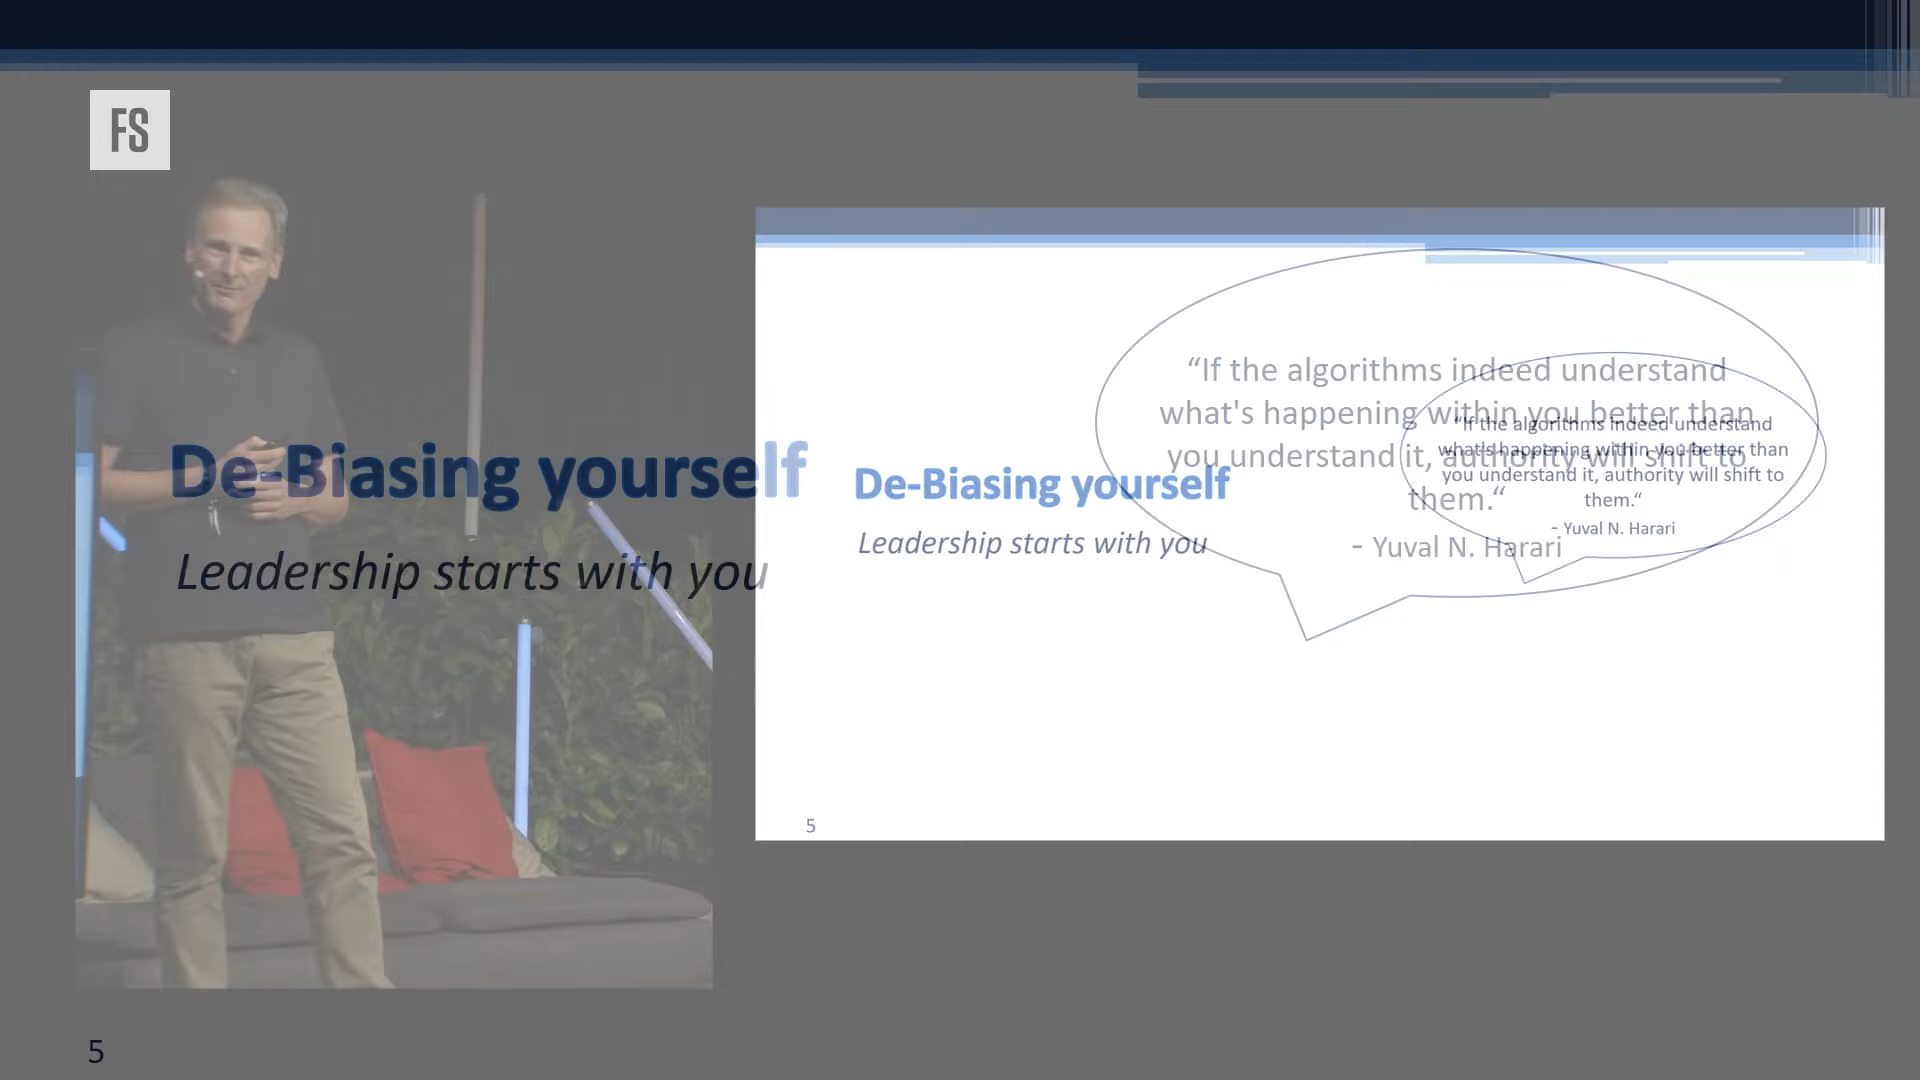 FS
De-Biasing yourself
Leadership starts with you
5
De-Biasing yourself
Leadership starts with you
“If the algorithms indeed understand
what's happening within you better than
you understand it, authority will shift to
them.“
- Yuval N. Harari
“If the algorithms indeed understand
what's happening within you better than
you understand it, authority will shift to
them.“
- Yuval N. Harari
5